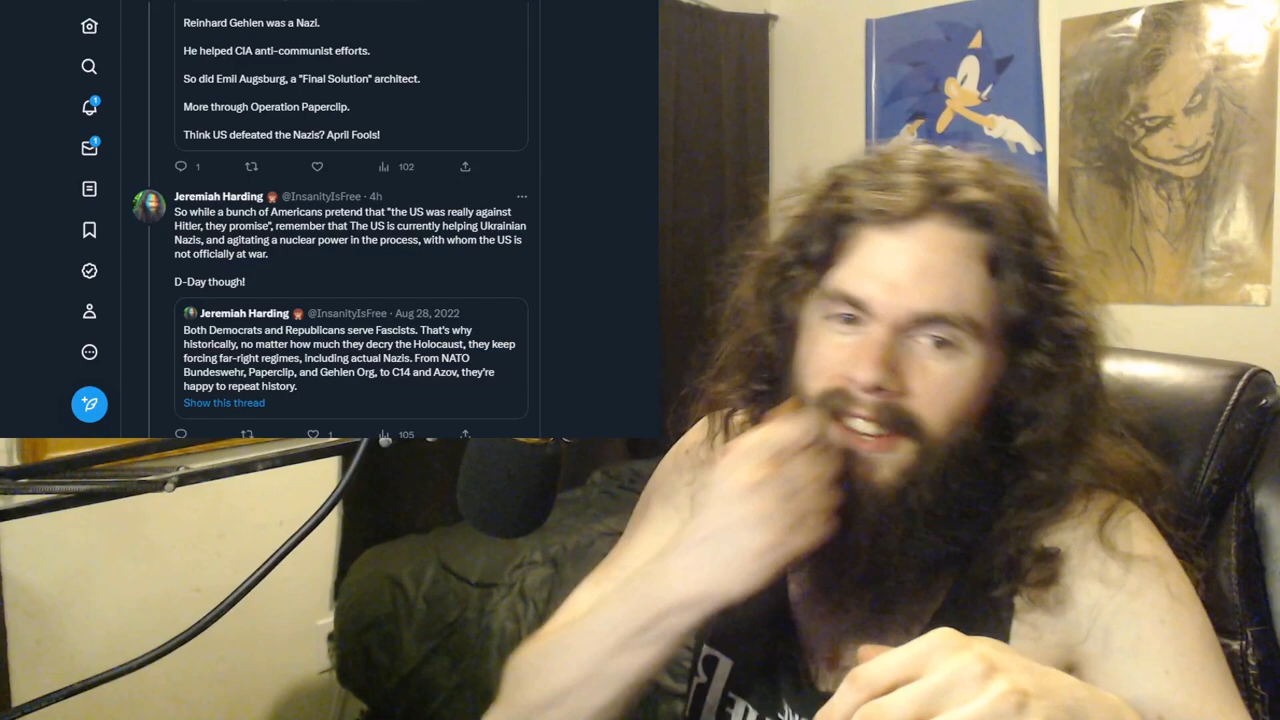 Reinhard Gehlen was a Nazi.
He helped CIA anti-communist efforts.
So did Emil Augsburg, a "Final Solution" architect.
More through Operation Paperclip.
Think US defeated the Nazis? April Fools!
1
102
1
1
Jeremiah Harding @InsanityIsFree · 4h
So while a bunch of Americans pretend that "the US was really against
Hitler, they promise", remember that The US is currently helping Ukrainian
Nazis, and agitating a nuclear power in the process, with whom the US is
not officially at war.
D-Day though!
Jeremiah Harding @InsanityIsFree · Aug 28, 2022
Both Democrats and Republicans serve Fascists. That's why
historically, no matter how much they decry the Holocaust, they keep
forcing far-right regimes, including actual Nazis. From NATO
Bundeswehr, Paperclip, and Gehlen Org, to C14 and Azov, they're
happy to repeat history.
Show this thread
1
105